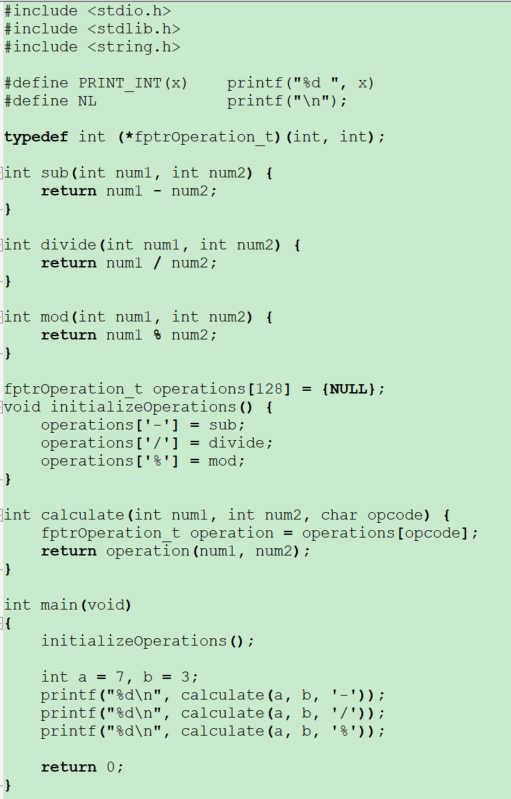 #include <stdio.h>
#include <stdlib.h>
#include <string.h>
#define PRINT_INT(x)    printf("%d ", x)
#define NL              printf("\n");
typedef int (*fptrOperation_t)(int, int);
int sub(int num1, int num2) {
    return num1 - num2;
}
int divide(int num1, int num2) {
    return num1 / num2;
}
int mod(int num1, int num2) {
    return num1 % num2;
}
fptrOperation_t operations[128] = {NULL};
void initializeOperations() {
    operations['-'] = sub;
    operations['/'] = divide;
    operations['%'] = mod;
}
int calculate(int num1, int num2, char opcode) {
    fptrOperation_t operation = operations[opcode];
    return operation(num1, num2);
}
int main(void)
{
    initializeOperations();
    int a = 7, b = 3;
    printf("%d\n", calculate(a, b, '-'));
    printf("%d\n", calculate(a, b, '/'));
    printf("%d\n", calculate(a, b, '%'));
    return 0;
}